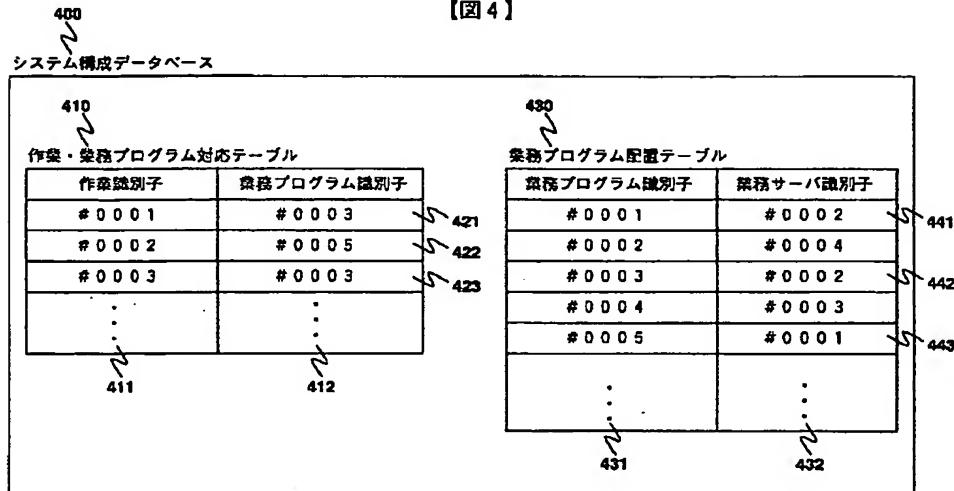 【図4】
400
システム構成データベース
410
作業・業務プログラム対応テーブル
作業識別子 業務プログラム識別子
#0001 #0003 421
#0002 #0005 422
#0003 #0003 423
411 412
430
業務プログラム配置テーブル
業務プログラム識別子 業務サーバ識別子
#0001 #0002 441
#0002 #0004
#0003 #0002 442
#0004 #0003
#0005 #0001 443
431 432